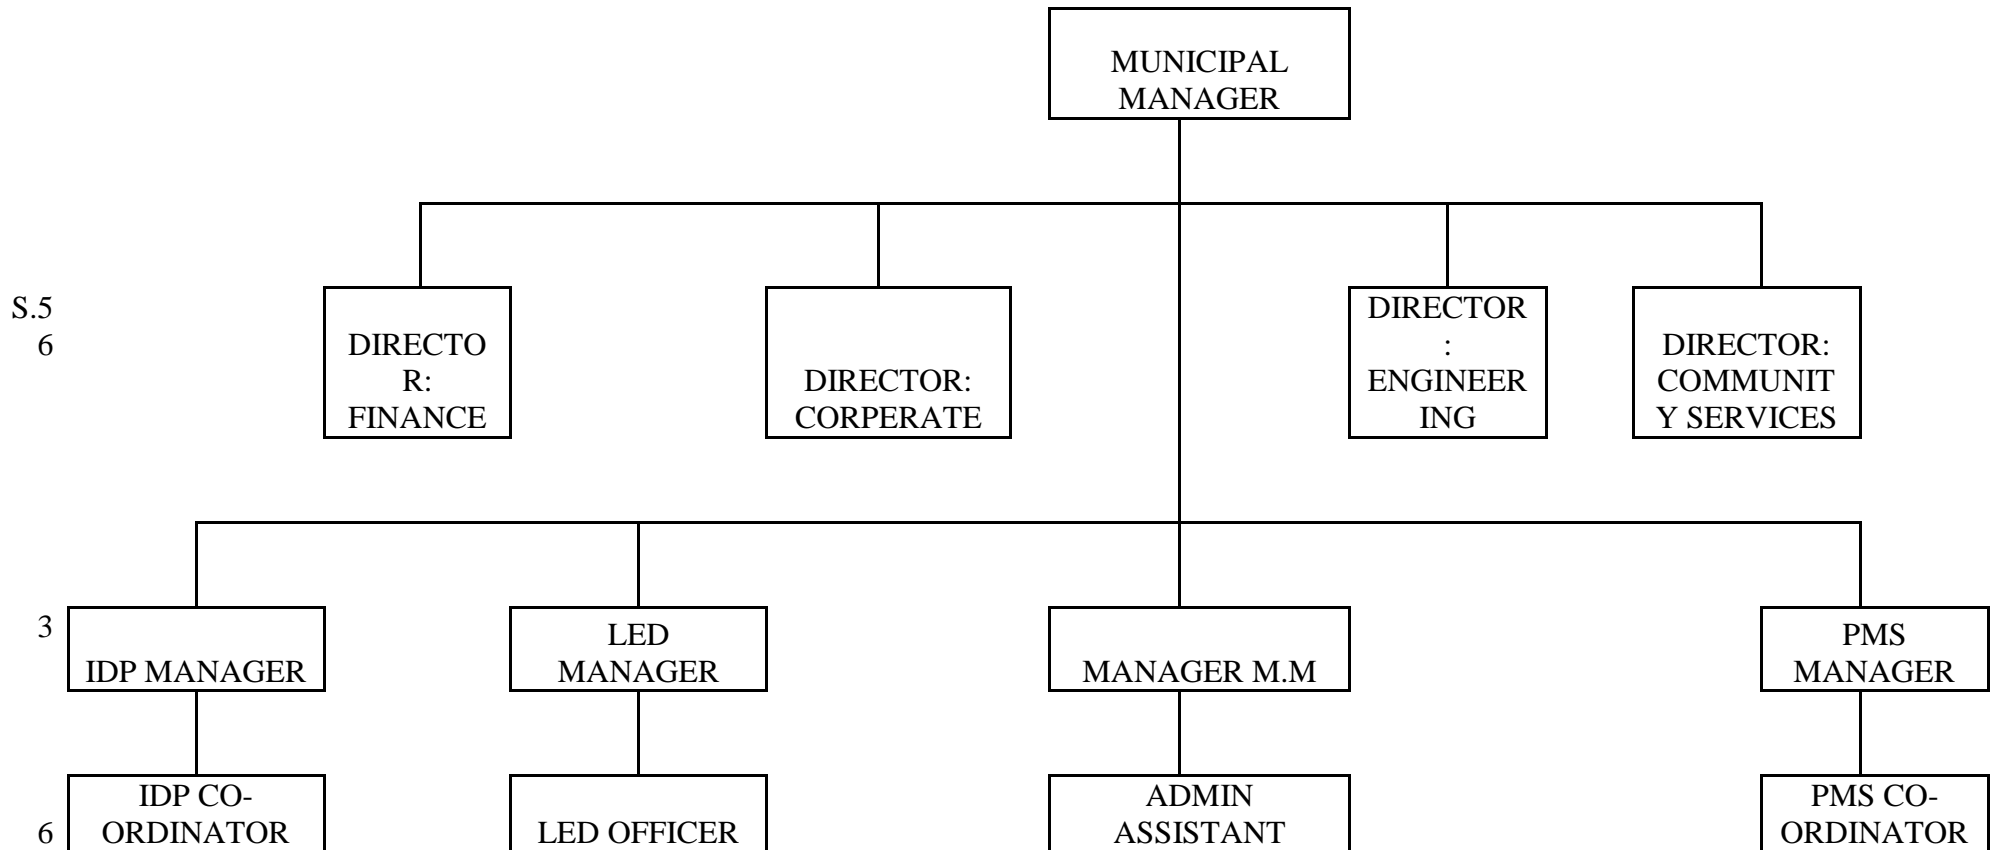 MUNICIPAL
MANAGER
S.5
6
DIRECTO
R:
FINANCE
DIRECTOR:
CORPERATE
DIRECTOR
:
ENGINEER
ING
DIRECTOR:
COMMUNIT
Y SERVICES
3
IDP MANAGER
LED
MANAGER
MANAGER M.M
PMS
MANAGER
6
IDP CO-
ORDINATOR
LED OFFICER
ADMIN
ASSISTANT
PMS CO-
ORDINATOR